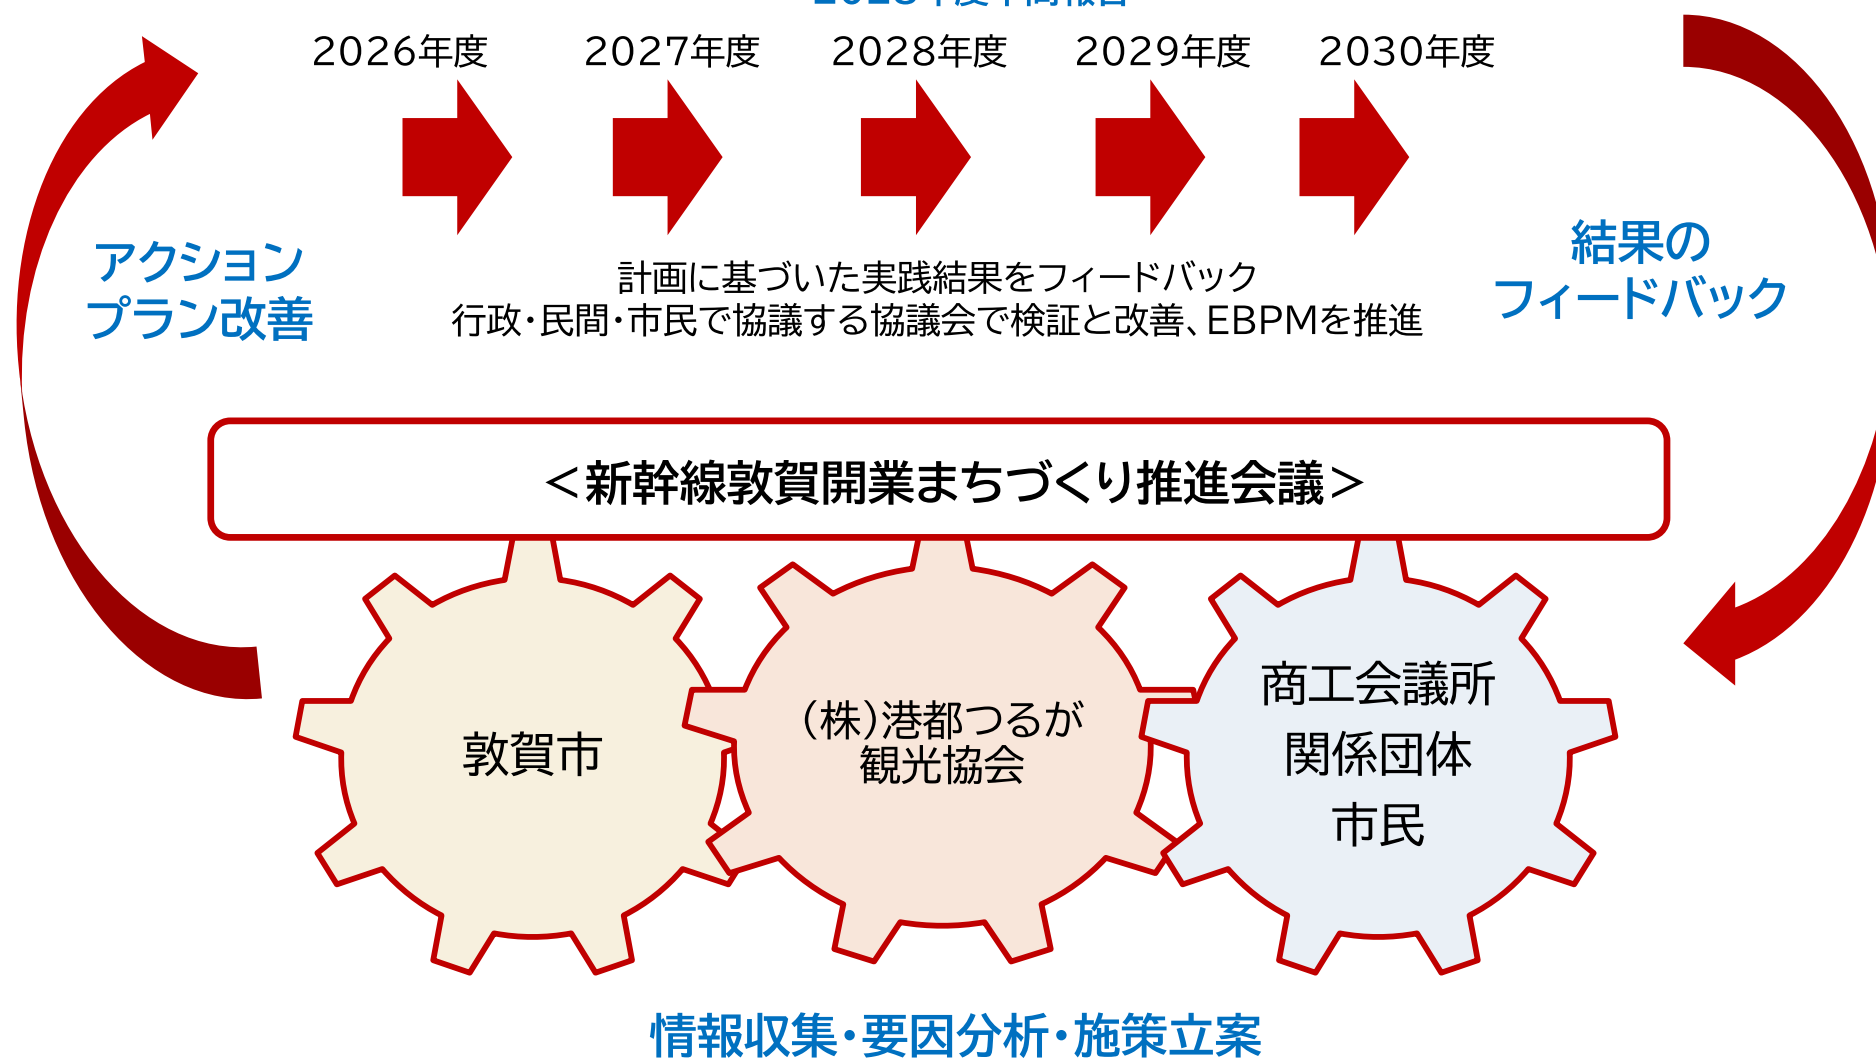 2026年度 2027年度 2028年度 2029年度 2030年度
アクション
プラン改善
計画に基づいた実践結果をフィードバック
行政・民間・市民で協議する協議会で検証と改善、EBPMを推進
結果の
フィードバック
＜新幹線敦賀開業まちづくり推進会議＞
敦賀市
（株）港都つるが
観光協会
商工会議所
関係団体
市民
情報収集・要因分析・施策立案